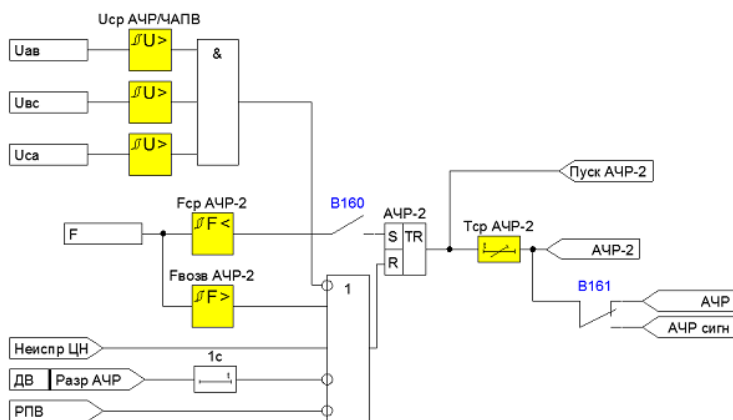 Uср АЧР/ЧАПВ
Uав
U>
&
Uвс
U>
Uса
U>
Пуск АЧР-2
Fср АЧР-2
B160
АЧР-2
Тср АЧР-2
F
F<
S TR
R
t
АЧР-2
Fвозв АЧР-2
B161
F>
1
АЧР
АЧР сигн
Неиспр ЦН
1с
ДВ Разр АЧР
t
РПВ